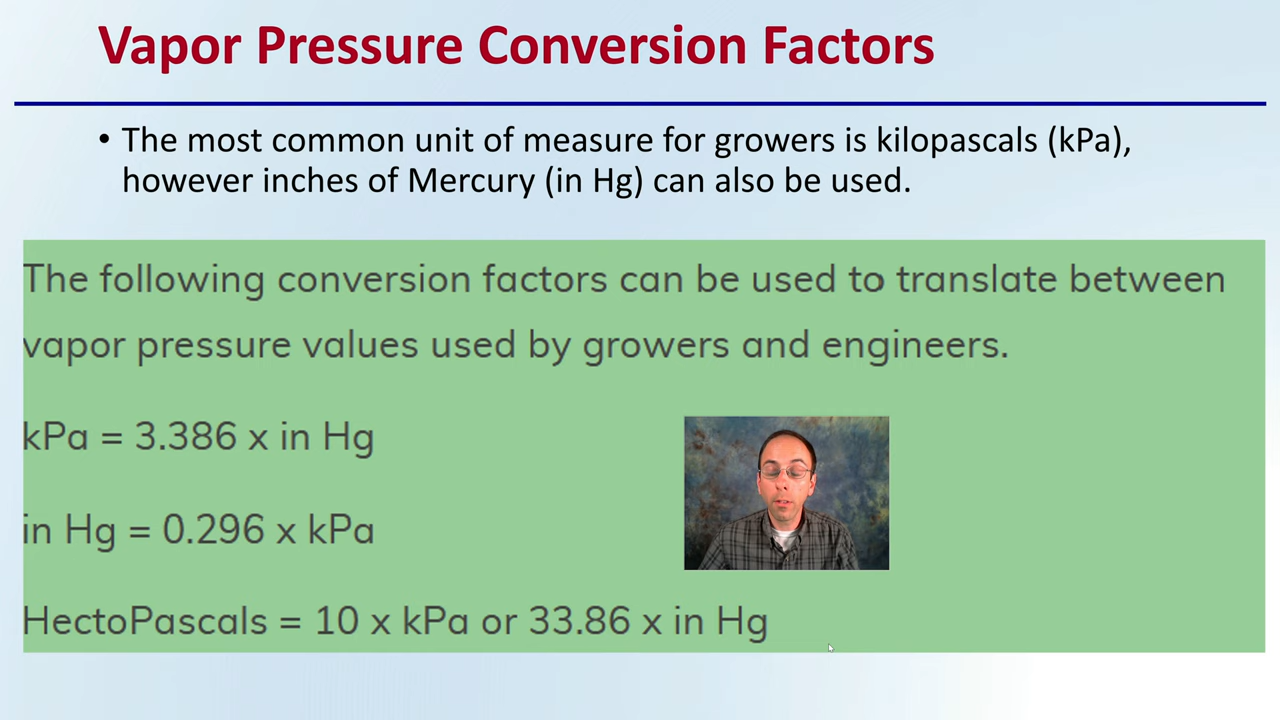 Vapor Pressure Conversion Factors
• The most common unit of measure for growers is kilopascals (kPa),
however inches of Mercury (in Hg) can also be used.
The following conversion factors can be used to translate between
vapor pressure values used by growers and engineers.
kPa = 3.386 x in Hg
in Hg = 0.296 x kPa
HectoPascals = 10 x kPa or 33.86 x in Hg